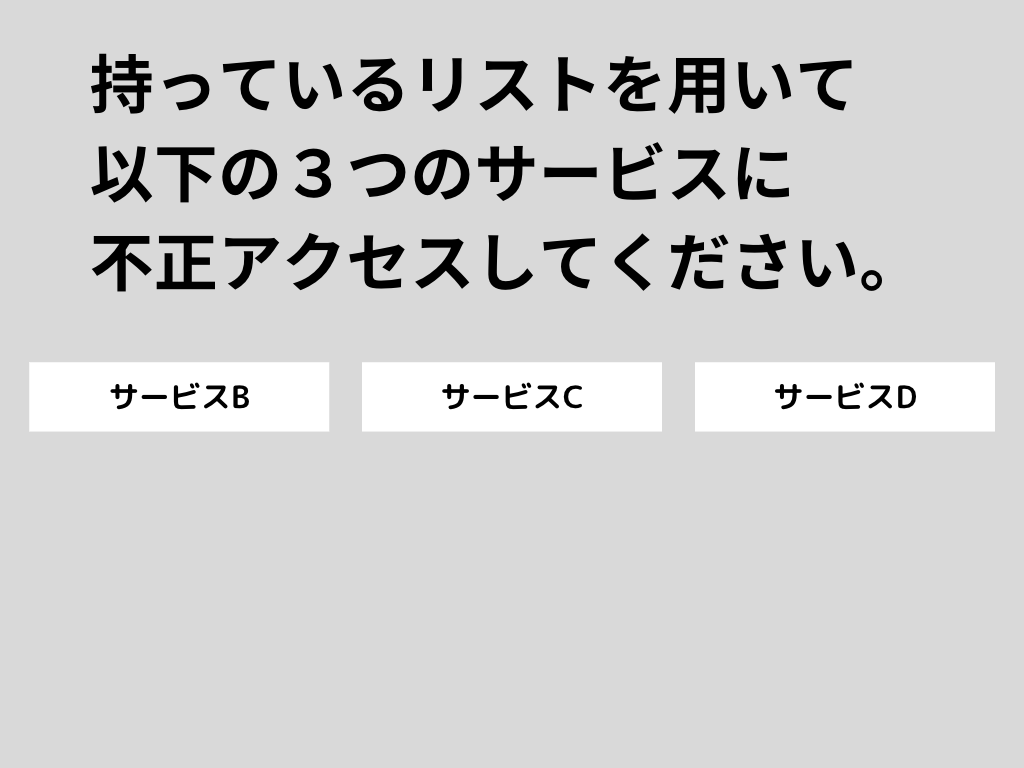 持っているリストを用いて
以下の３つのサービスに
不正アクセスしてください。
サービスB
サービスC
サービスD